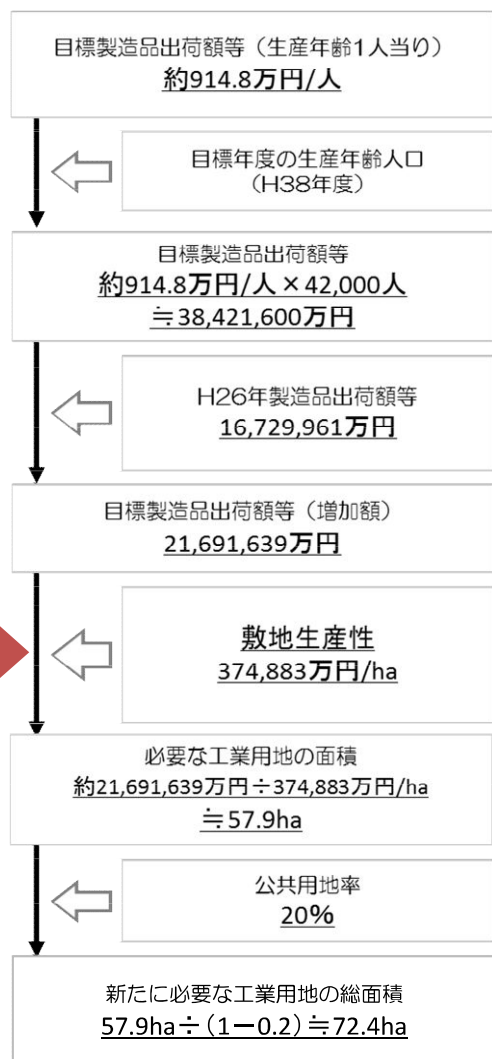 目標製造品出荷額等（生産年齢1人当り）
約914.8万円/人
目標年度の生産年齢人口
（H38年度）
目標製造品出荷額等
約914.8万円/人×42,000人
≒38,421,600万円
H26年製造品出荷額等
16,729,961万円
目標製造品出荷額等（増加額）
21,691,639万円
敷地生産性
374,883万円/ha
必要な工業用地の面積
約21,691,639万円÷374,883万円/ha
≒57.9ha
公共用地率
20%
新たに必要な工業用地の総面積
57.9ha÷（1－0.2）≒72.4ha